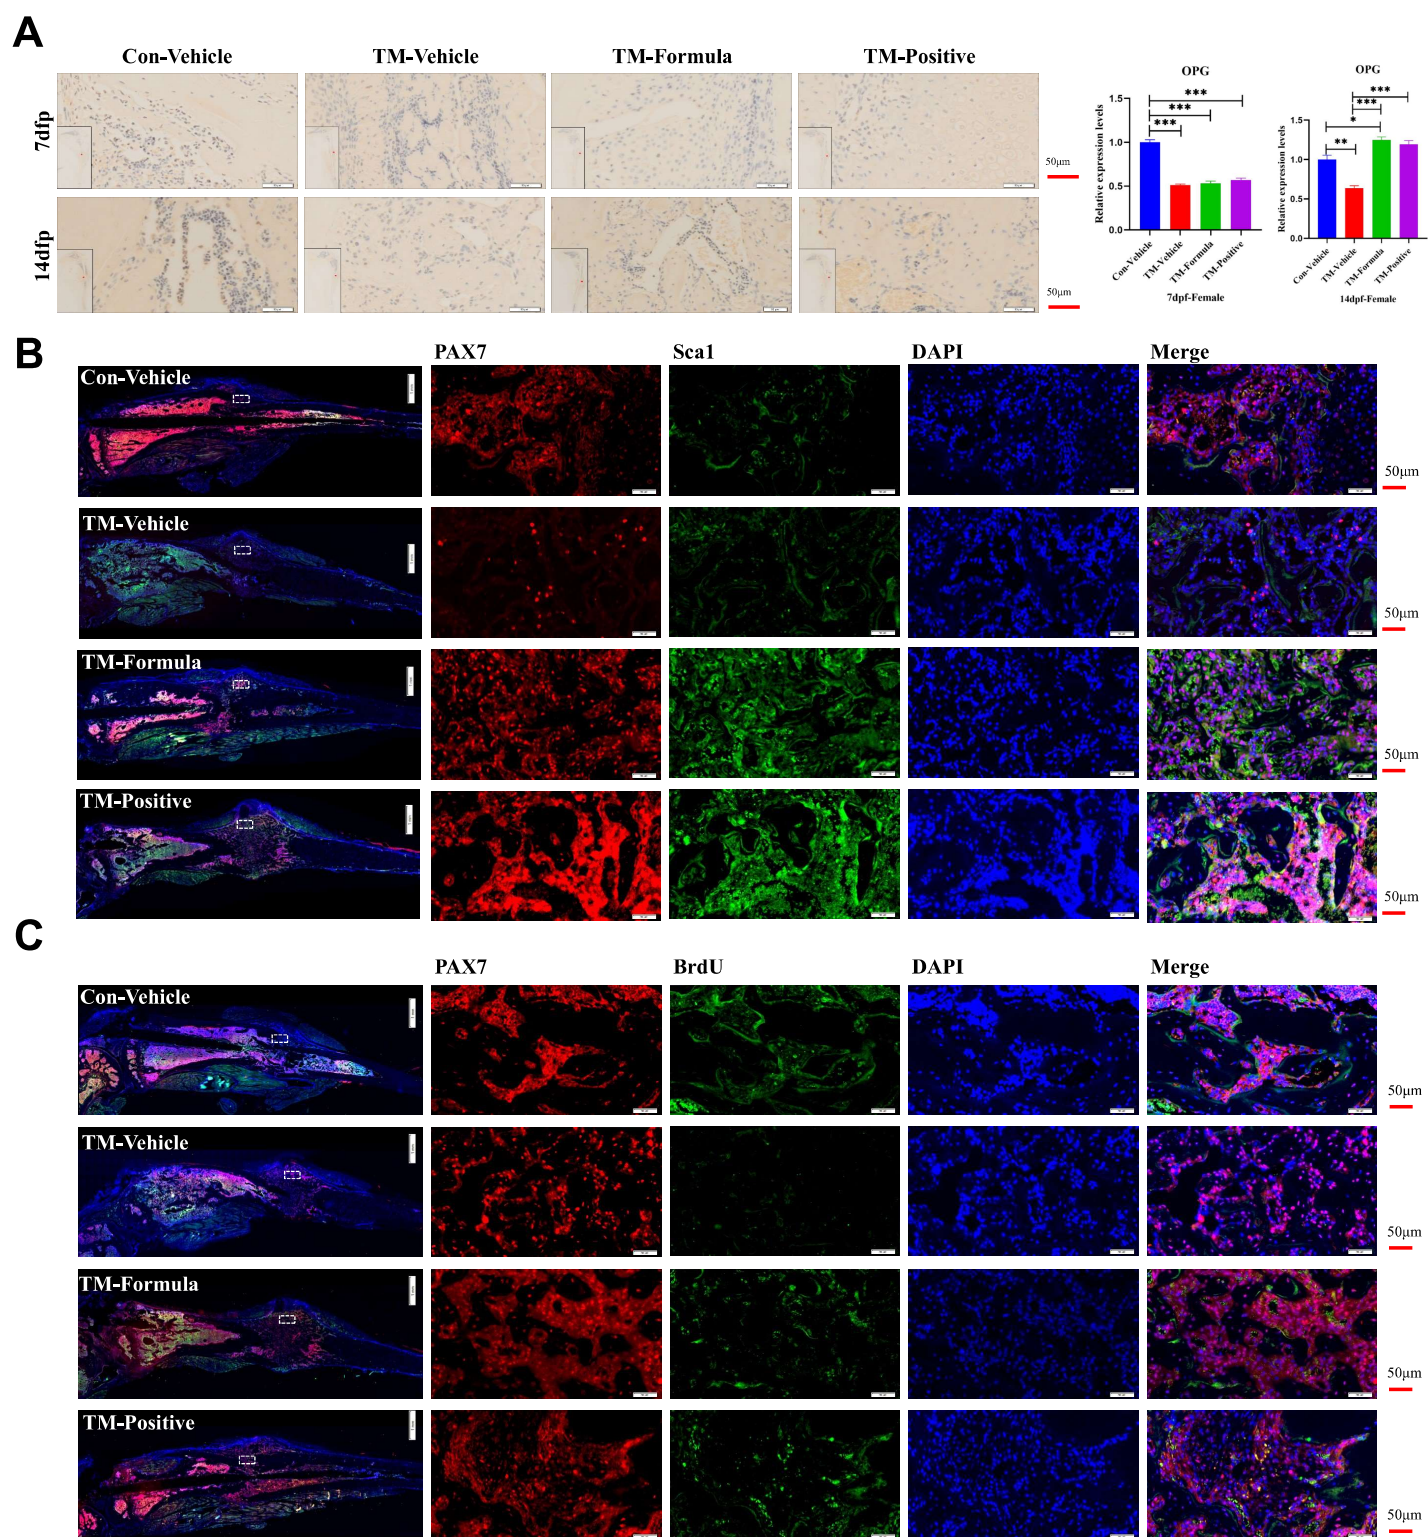 A
Con-Vehicle TM-Vehicle TM-Formula TM-Positive
7dfp
50μm
14dfp
50μm
OPG
Relative expression levels
1.5
1.0
0.5
0.0
***
***
***
Con-Vehicle
TM-Vehicle
TM-Formula
TM-Positive
7dpf-Female
OPG
Relative expression levels
1.5
1.0
0.5
0.0
***
***
*
**
Con-Vehicle
TM-Vehicle
TM-Formula
TM-Positive
14dpf-Female
B
PAX7 Sca1 DAPI Merge
Con-Vehicle
50μm
TM-Vehicle
50μm
TM-Formula
50μm
TM-Positive
50μm
C
PAX7 BrdU DAPI Merge
Con-Vehicle
50μm
TM-Vehicle
50μm
TM-Formula
50μm
TM-Positive
50μm